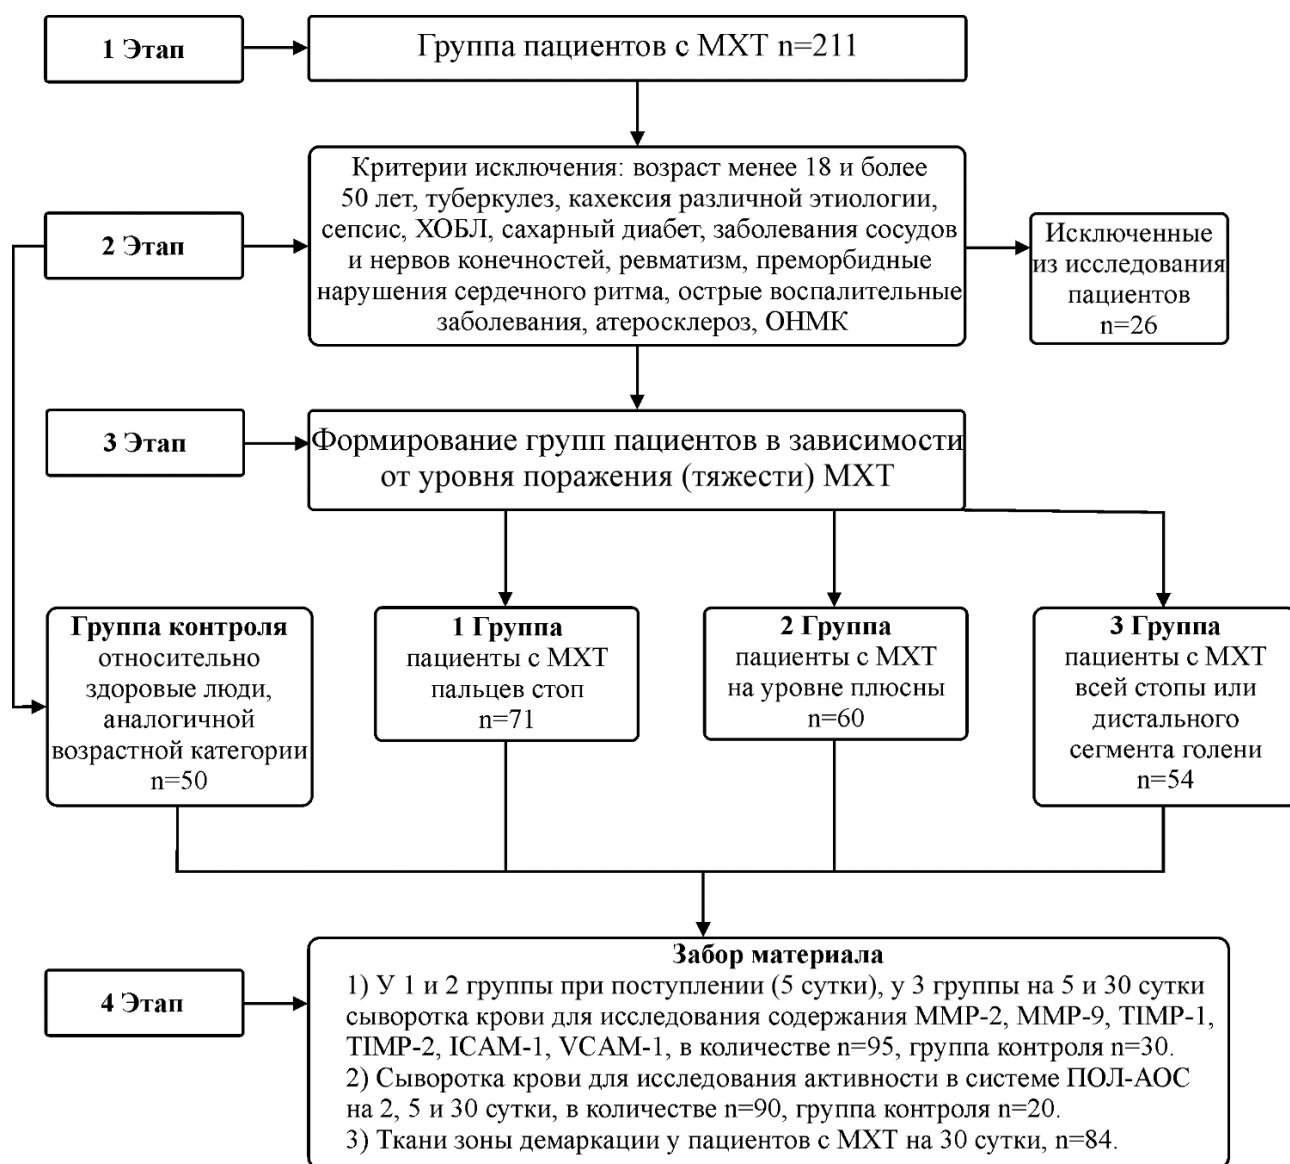 1 Этап
Группа пациентов с МХТ n=211
Критерии исключения: возраст менее 18 и более
50 лет, туберкулез, кахексия различной этиологии,
сепсис, ХОБЛ, сахарный диабет, заболевания сосудов
и нервов конечностей, ревматизм, преморбидные
нарушения сердечного ритма, острые воспалительные
заболевания, атеросклероз, ОНМК
2 Этап
Исключенные
из исследования
пациентов
n=26
3 Этап
Формирование групп пациентов в зависимости
от уровня поражения (тяжести) МХТ
Группа контроля
относительно
здоровые люди,
аналогичной
возрастной категории
n=50
1 Группа
пациенты с МХТ
пальцев стоп
n=71
2 Группа
пациенты с МХТ
на уровне плюсны
n=60
3 Группа
пациенты с МХТ
всей стопы или
дистального
сегмента голени
n=54
4 Этап
Забор материала
1) У 1 и 2 группы при поступлении (5 сутки), у 3 группы на 5 и 30 сутки
сыворотка крови для исследования содержания MMP-2, MMP-9, TIMP-1,
TIMP-2, ICAM-1, VCAM-1, в количестве n=95, группа контроля n=30.
2) Сыворотка крови для исследования активности в системе ПОЛ-АОС
на 2, 5 и 30 сутки, в количестве n=90, группа контроля n=20.
3) Ткани зоны демаркации у пациентов с МХТ на 30 сутки, n=84.